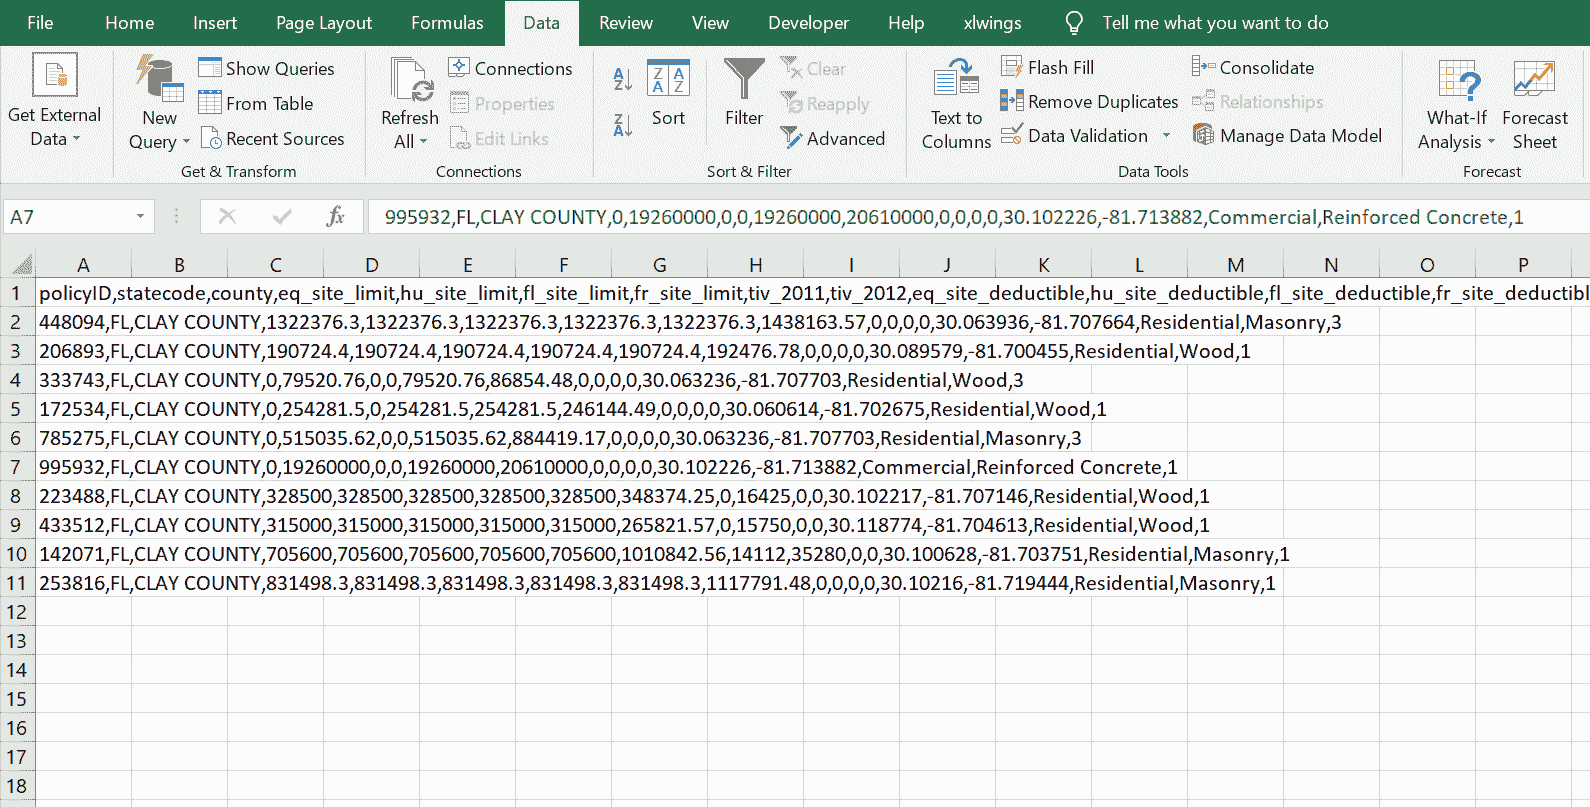 File Home Insert Page Layout Formulas Data Review View Developer Help xlwings Tell me what you want to do
Get External Data
New Query
Show Queries
From Table
Recent Sources
Get & Transform
Refresh All
Connections
Properties
Edit Links
Connections
A Z
Z A
Z A A Z
Sort
Filter
Clear
Reapply
Advanced
Sort & Filter
Text to Columns
Flash Fill
Remove Duplicates
Data Validation
Consolidate
Relationships
Manage Data Model
Data Tools
What-If Analysis
Forecast Sheet
Forecast
A7 fx 995932,FL,CLAY COUNTY,0,19260000,0,0,19260000,20610000,0,0,0,0,30.102226,-81.713882,Commercial,Reinforced Concrete,1
A B C D E F G H I J K L M N O P
1 policyID,statecode,county,eq_site_limit,hu_site_limit,fl_site_limit,fr_site_limit,tiv_2011,tiv_2012,eq_site_deductible,hu_site_deductible,fl_site_deductible,fr_site_deductibl
2 448094,FL,CLAY COUNTY,1322376.3,1322376.3,1322376.3,1322376.3,1322376.3,1438163.57,0,0,0,0,30.063936,-81.707664,Residential,Masonry,3
3 206893,FL,CLAY COUNTY,190724.4,190724.4,190724.4,190724.4,190724.4,192476.78,0,0,0,0,30.089579,-81.700455,Residential,Wood,1
4 333743,FL,CLAY COUNTY,0,79520.76,0,0,79520.76,86854.48,0,0,0,0,30.063236,-81.707703,Residential,Wood,3
5 172534,FL,CLAY COUNTY,0,254281.5,0,254281.5,254281.5,246144.49,0,0,0,0,30.060614,-81.702675,Residential,Wood,1
6 785275,FL,CLAY COUNTY,0,515035.62,0,0,515035.62,884419.17,0,0,0,0,30.063236,-81.707703,Residential,Masonry,3
7 995932,FL,CLAY COUNTY,0,19260000,0,0,19260000,20610000,0,0,0,0,30.102226,-81.713882,Commercial,Reinforced Concrete,1
8 223488,FL,CLAY COUNTY,328500,328500,328500,328500,328500,348374.25,0,16425,0,0,30.102217,-81.707146,Residential,Wood,1
9 433512,FL,CLAY COUNTY,315000,315000,315000,315000,315000,265821.57,0,15750,0,0,30.118774,-81.704613,Residential,Wood,1
10 142071,FL,CLAY COUNTY,705600,705600,705600,705600,705600,1010842.56,14112,35280,0,0,30.100628,-81.703751,Residential,Masonry,1
11 253816,FL,CLAY COUNTY,831498.3,831498.3,831498.3,831498.3,831498.3,1117791.48,0,0,0,0,30.10216,-81.719444,Residential,Masonry,1
12
13
14
15
16
17
18